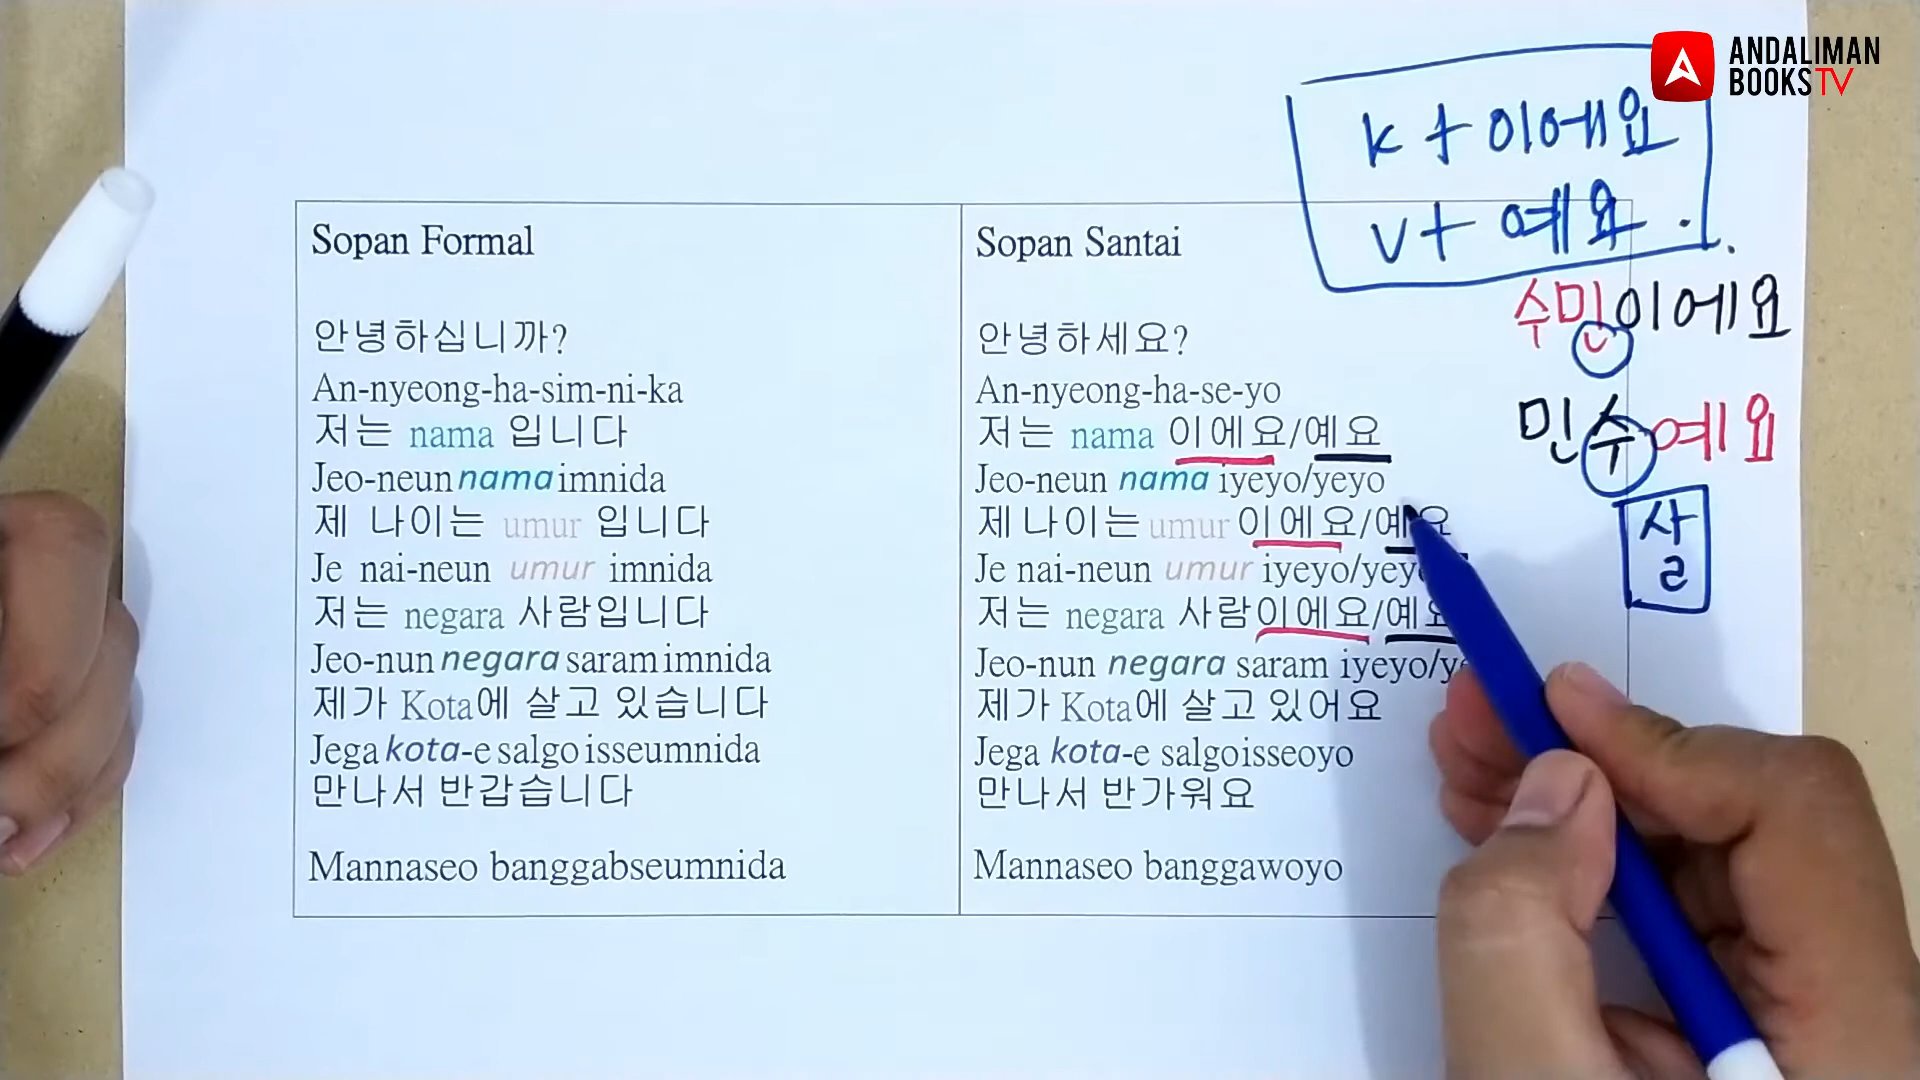 ANDALIMAN
BOOKSTV
K + 이에요
V + 예요.
수민이에요
민수예요
살
Sopan Formal
안녕하십니까?
An-nyeong-ha-sim-ni-ka
저는 nama 입니다
Jeo-neun nama imnida
제 나이는 umur 입니다
Je nai-neun umur imnida
저는 negara 사람입니다
Jeo-nun negara saram imnida
제가 Kota에 살고 있습니다
Jega kota-e salgo isseumnida
만나서 반갑습니다
Mannaseo banggabseumnida
Sopan Santai
안녕하세요?
An-nyeong-ha-se-yo
저는 nama 이에요/예요
Jeo-neun nama iyeyo/yeyo
제 나이는 umur 이에요/예요
Je nai-neun umur iyeyo/yey
저는 negara 사람이에요/예요
Jeo-nun negara saram iyeyo/ye
제가 Kota에 살고 있어요
Jega kota-e salgoisseoyo
만나서 반가워요
Mannaseo banggawoyo